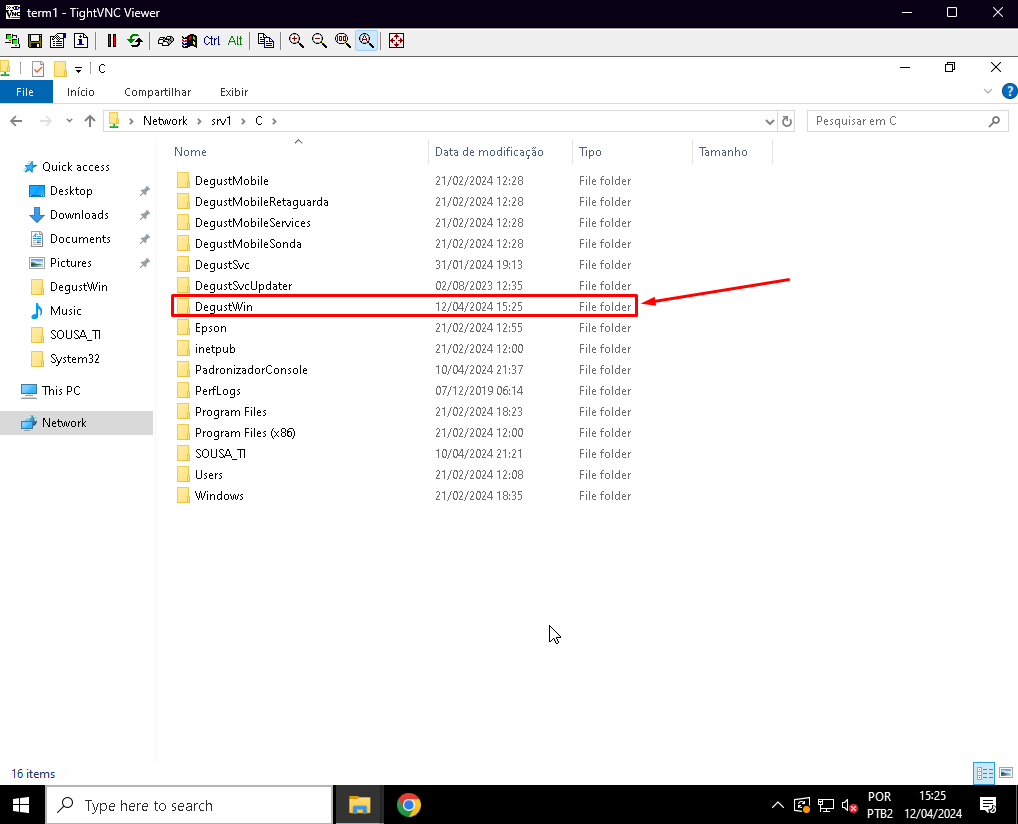 term1 - TightVNC Viewer
Ctrl Alt
C
File Início Compartilhar Exibir
Network srv1 C Pesquisar em C
Nome Data de modificação Tipo Tamanho
Quick access
Desktop
Downloads
Documents
Pictures
DegustWin
Music
SOUSA_TI
System32
This PC
Network
DegustMobile 21/02/2024 12:28 File folder
DegustMobileRetaguarda 21/02/2024 12:28 File folder
DegustMobileServices 21/02/2024 12:28 File folder
DegustMobileSonda 21/02/2024 12:28 File folder
DegustSvc 31/01/2024 19:13 File folder
DegustSvcUpdater 02/08/2023 12:35 File folder
DegustWin 12/04/2024 15:25 File folder
Epson 21/02/2024 12:55 File folder
inetpub 21/02/2024 12:00 File folder
PadronizadorConsole 10/04/2024 21:37 File folder
PerfLogs 07/12/2019 06:14 File folder
Program Files 21/02/2024 18:23 File folder
Program Files (x86) 21/02/2024 12:00 File folder
SOUSA_TI 10/04/2024 21:21 File folder
Users 21/02/2024 12:08 File folder
Windows 21/02/2024 18:35 File folder
16 items
Type here to search
POR
PTB2
15:25
12/04/2024